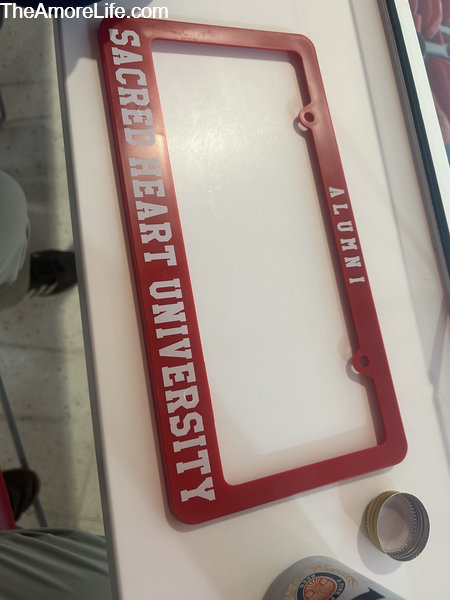 TheAmoreLife.com
SACRED HEART UNIVERSITY
ALUMNI